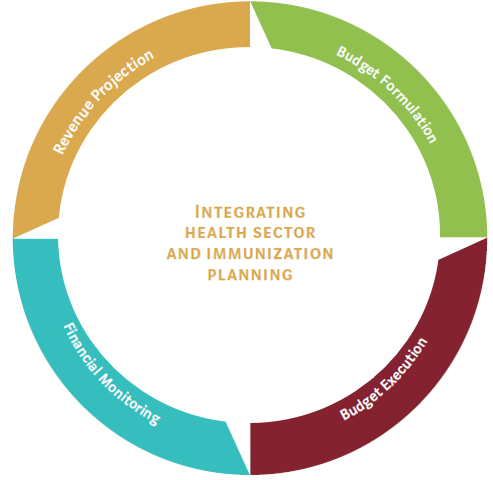 Revenue Projection
Budget Formulation
INTEGRATING
HEALTH SECTOR
AND IMMUNIZATION
PLANNING
Financial Monitoring
Budget Execution